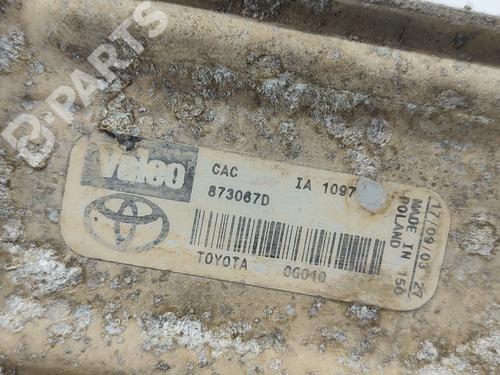 B-PARTS
Valeo
CAC IA 1097
873067D
TOYOTA 0G010
17/09/03 27
MADE IN 150
POLAND